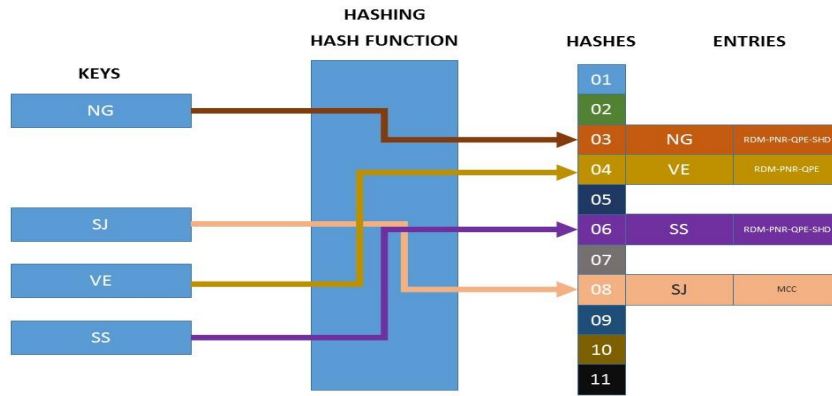 HASHING
HASH FUNCTION
HASHES ENTRIES
KEYS
NG
SJ
VE
SS
01
02
03 NG RDM-PNR-QPE-SHD
04 VE RDM-PNR-QPE
05
06 SS RDM-PNR-QPE-SHD
07
08 SJ MCC
09
10
11